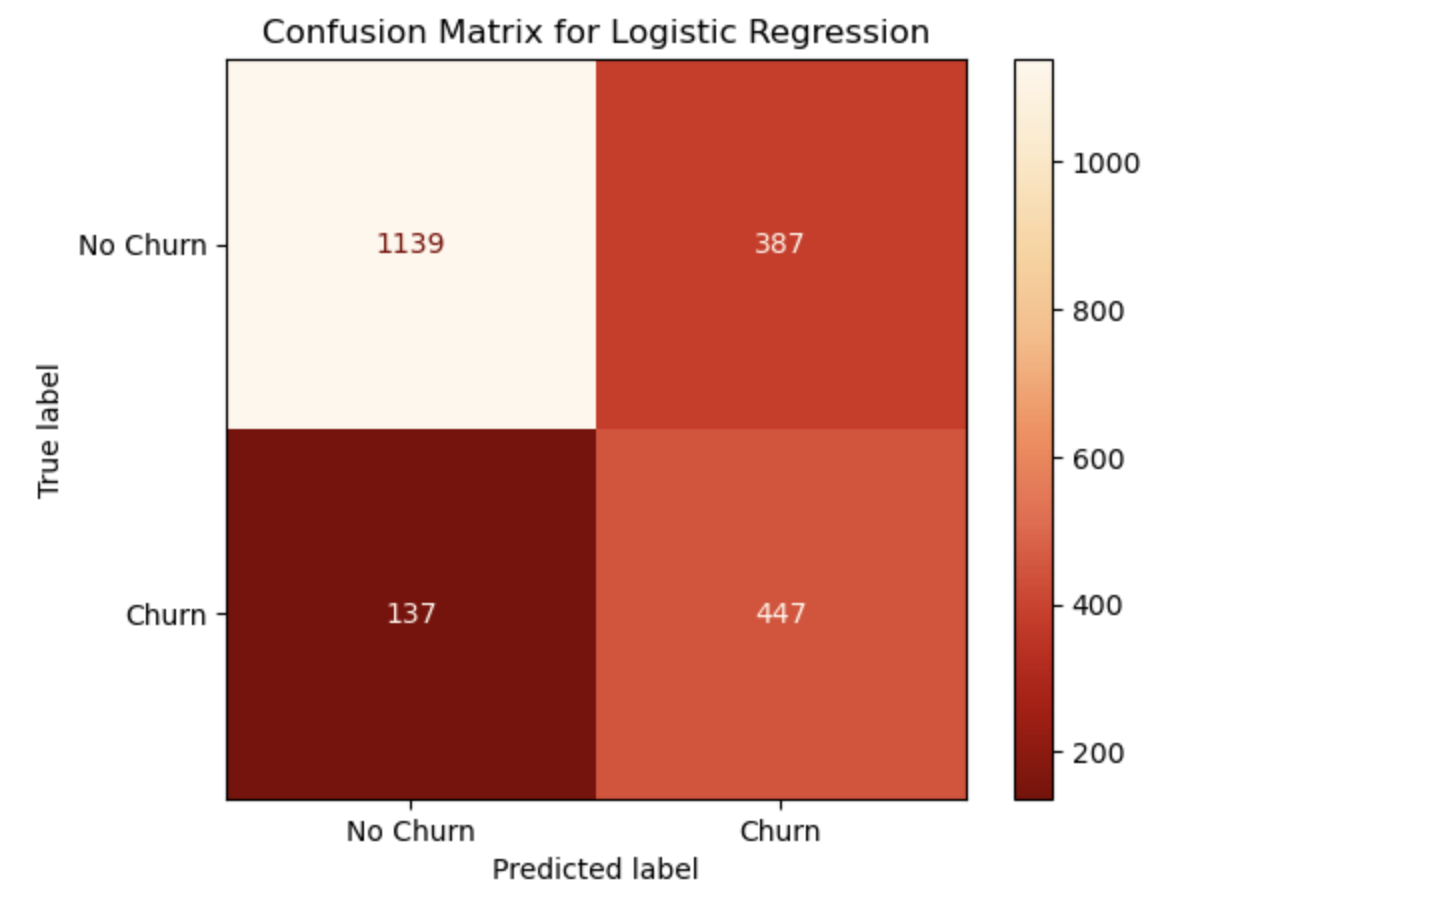 Confusion Matrix for Logistic Regression
No Churn
Churn
True label
1139
387
137
447
No Churn
Churn
Predicted label
1000
800
600
400
200